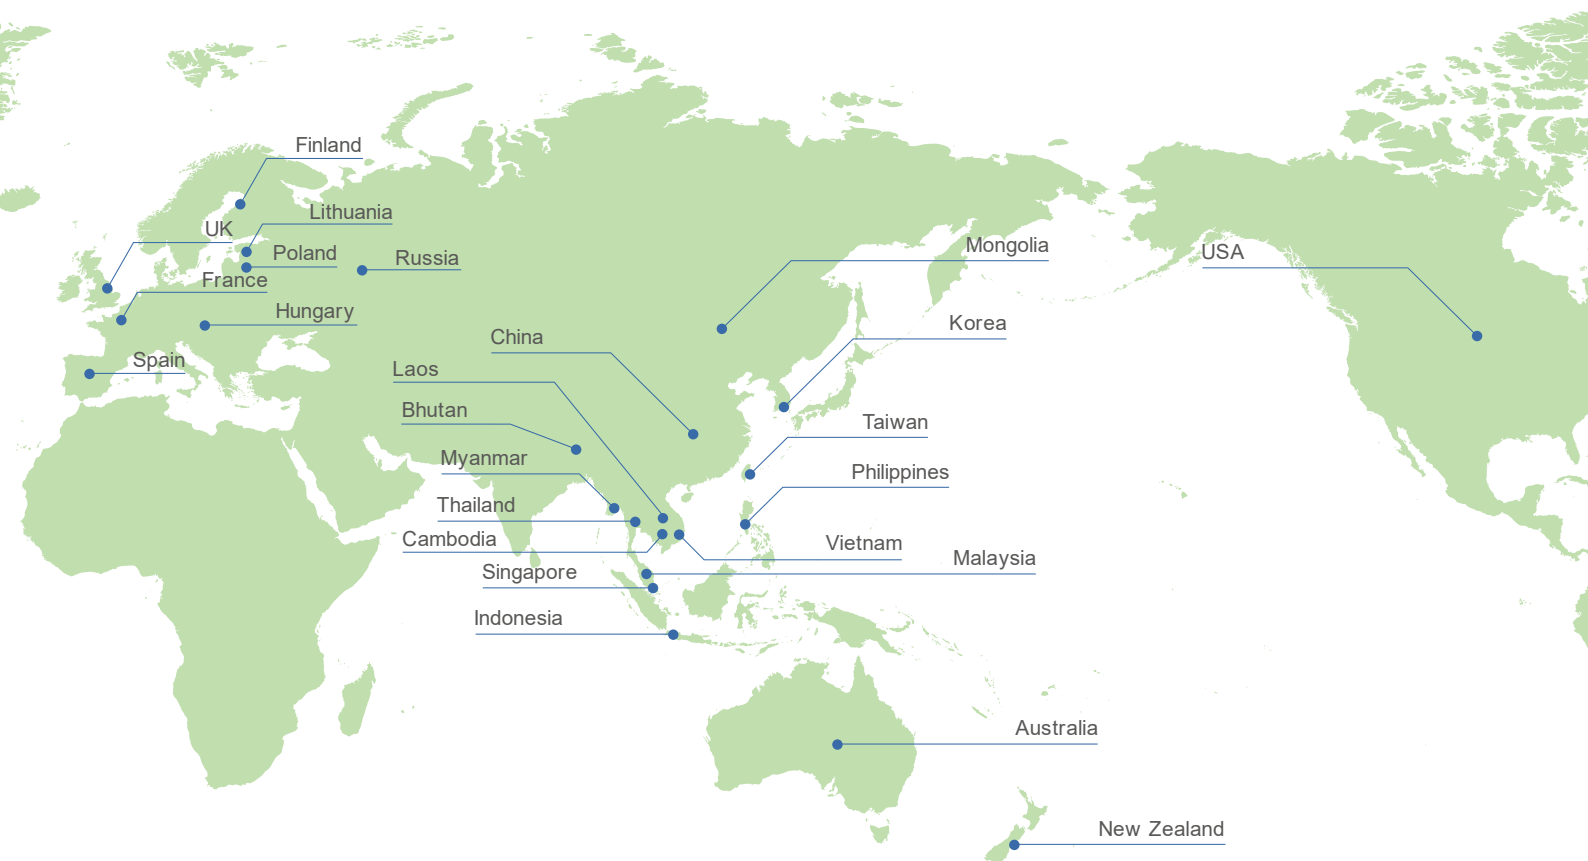 Finland
Lithuania
UK
Mongolia
Poland
USA
Russia
France
Hungary
Korea
China
Spain
Laos
Bhutan
Taiwan
Myanmar
Philippines
Thailand
Cambodia
Vietnam
Malaysia
Singapore
Indonesia
Australia
New Zealand